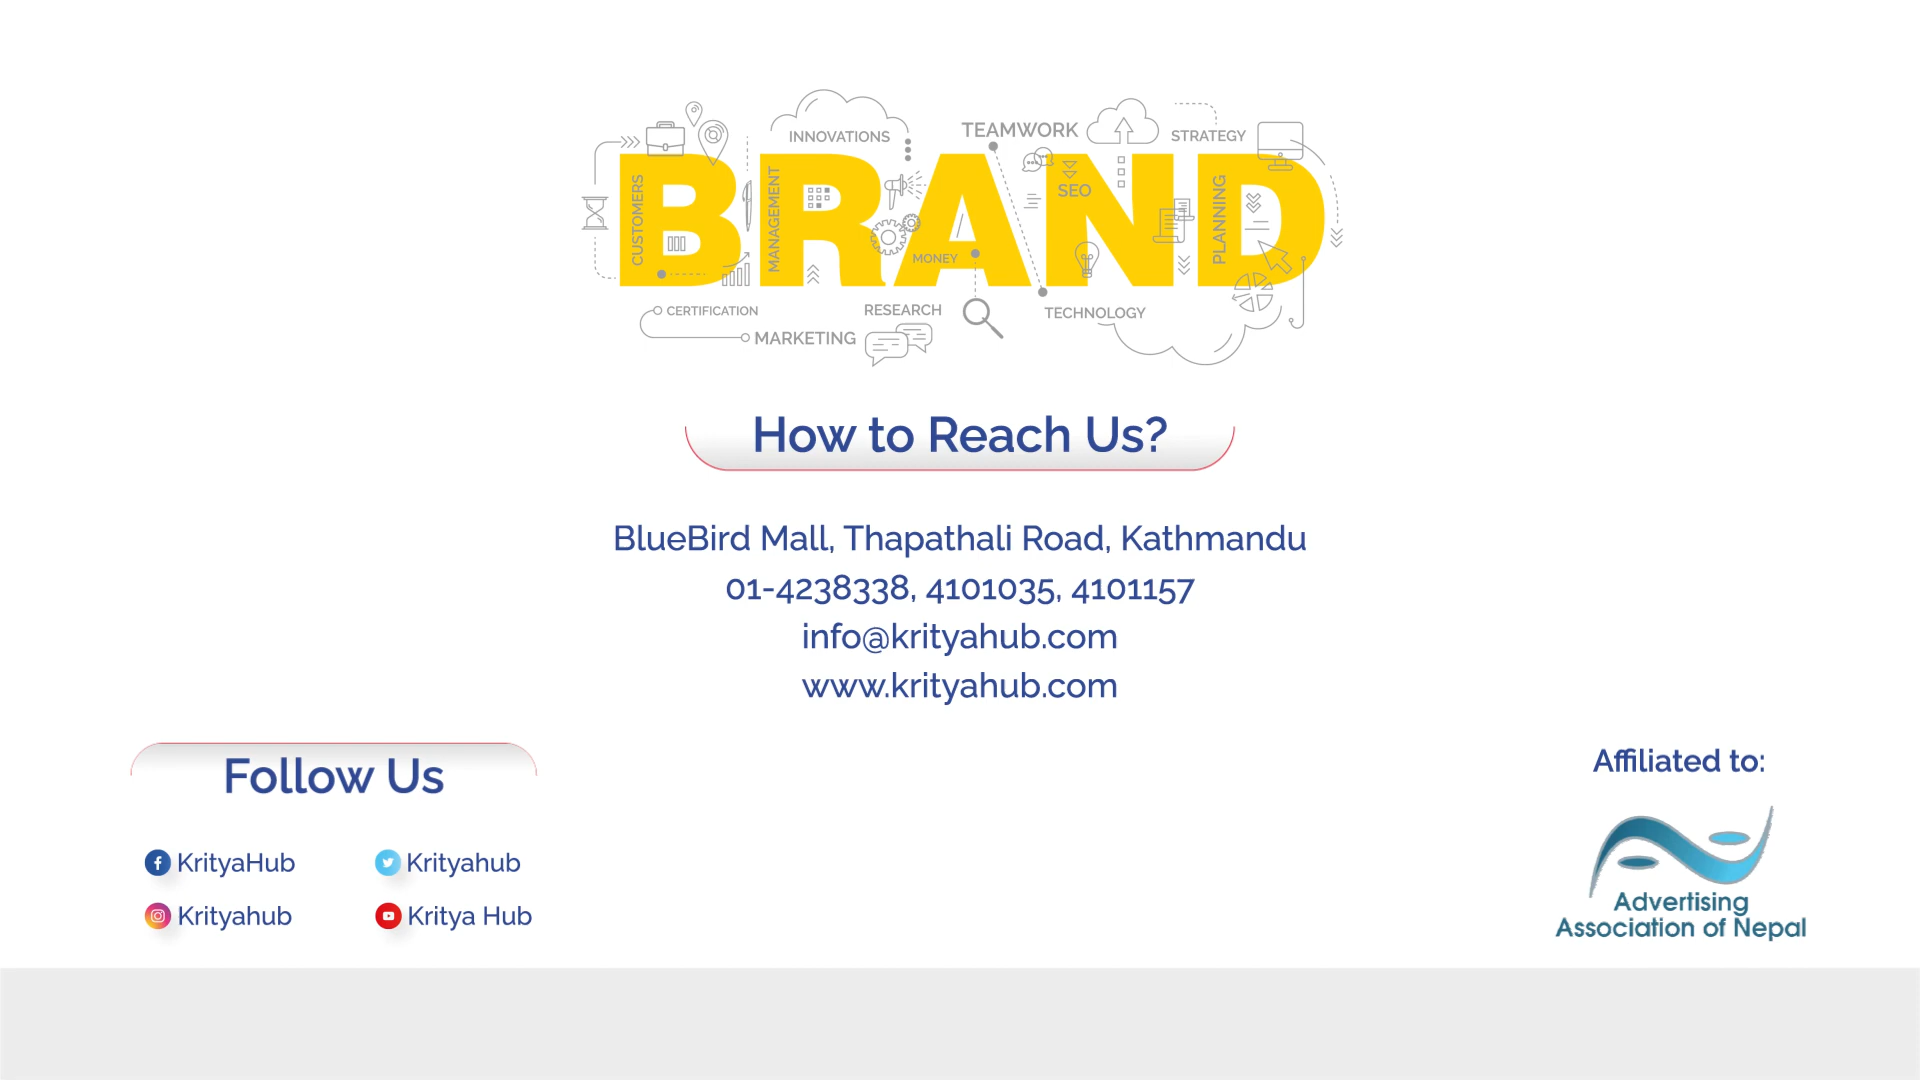 INNOVATIONS
TEAMWORK
STRATEGY
BRAND
CUSTOMERS
MANAGEMENT
SEO
PLANNING
MONEY
CERTIFICATION
RESEARCH
TECHNOLOGY
MARKETING
How to Reach Us?
BlueBird Mall, Thapathali Road, Kathmandu
01-4238338, 4101035, 4101157
info@krityahub.com
www.krityahub.com
Follow Us
KrityaHub
Krityahub
Krityahub
Kritya Hub
Affiliated to:
Advertising
Association of Nepal